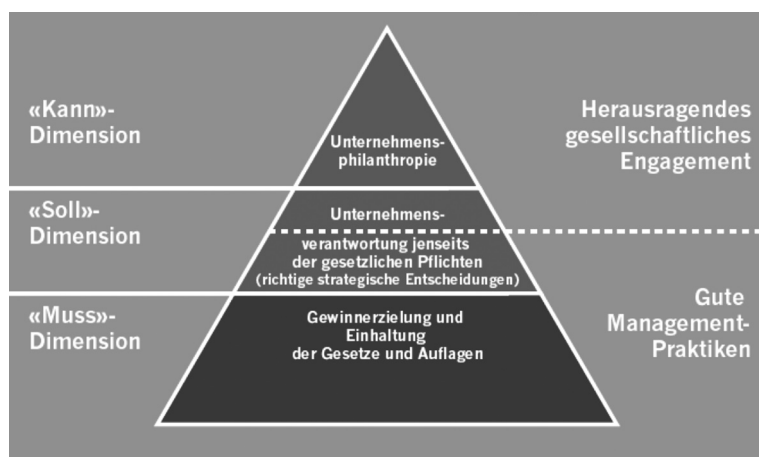 «Kann»-
Dimension
Unternehmens-
philanthropie
Herausragendes
gesellschaftliches
Engagement
«Soll»-
Dimension
Unternehmens-
verantwortung jenseits
der gesetzlichen Pflichten
(richtige strategische Entscheidungen)
«Muss»-
Dimension
Gewinnerzielung und
Einhaltung
der Gesetze und Auflagen
Gute
Management-
Praktiken